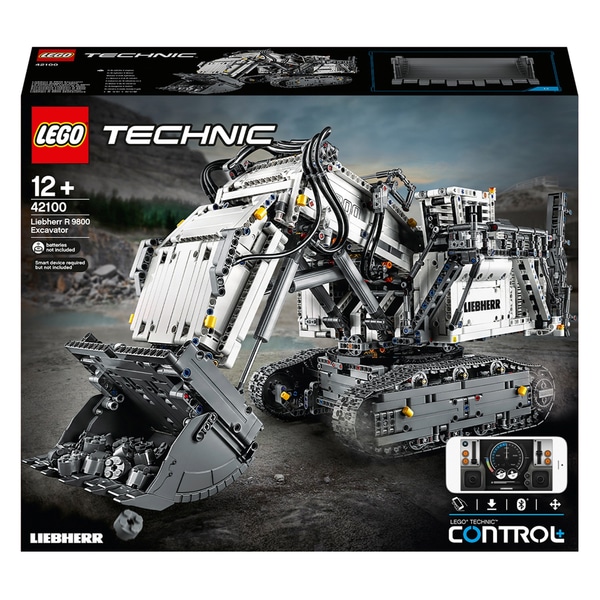 LEGO TECHNIC
42100
LEGO TECHNIC
12+
42100
Liebherr R 9800
Excavator
batteries
not included
Smart device required
but not included
LIEBHERR
LIEBHERR
LEGO® TECHNIC™
CONTROL+